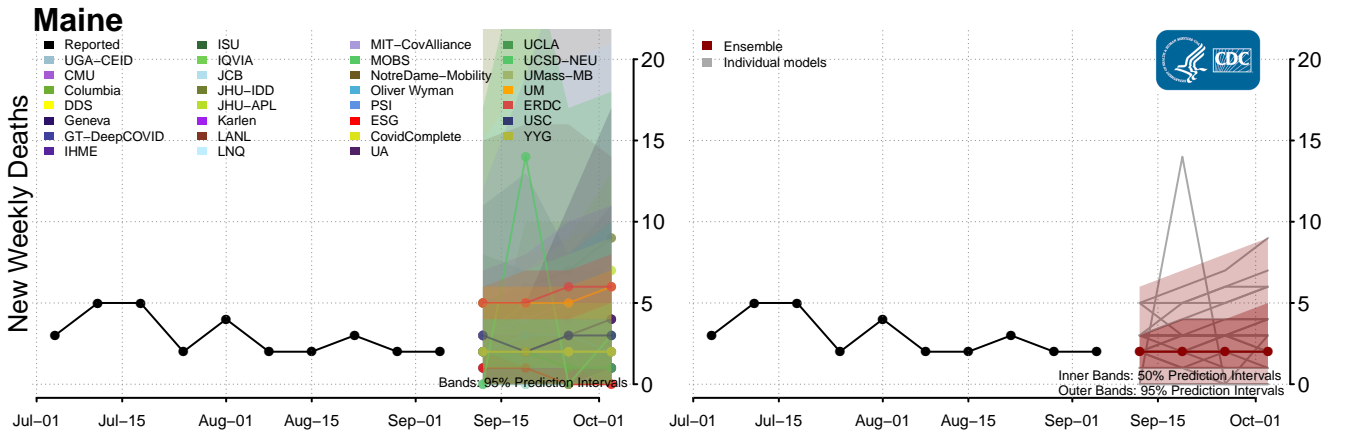 Maine
New Weekly Deaths
Reported
UGA−CEID
CMU
Columbia
DDS
Geneva
GT−DeepCOVID
IHME
ISU
IQVIA
JCB
JHU−IDD
JHU−APL
Karlen
LANL
LNQ
MIT−CovAlliance
MOBS
NotreDame−Mobility
Oliver Wyman
PSI
ESG
CovidComplete
UA
UCLA
UCSD−NEU
UMass−MB
UM
ERDC
USC
YYG
20
15
10
5
0
Bands: 95% Prediction Intervals
Jul−01 Jul−15 Aug−01 Aug−15 Sep−01 Sep−15 Oct−01
Ensemble
Individual models
CDC
20
15
10
5
0
Inner Bands: 50% Prediction Intervals
Outer Bands: 95% Prediction Intervals
Jul−01 Jul−15 Aug−01 Aug−15 Sep−01 Sep−15 Oct−01